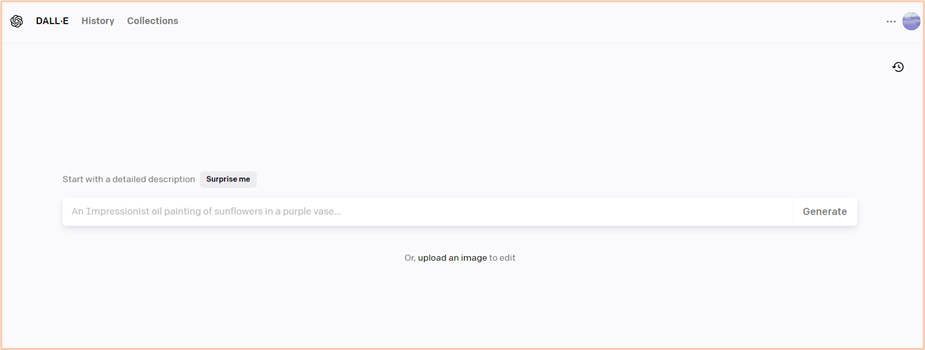 DALL·E History Collections
Start with a detailed description Surprise me
An Impressionist oil painting of sunflowers in a purple vase... Generate
Or, upload an image to edit